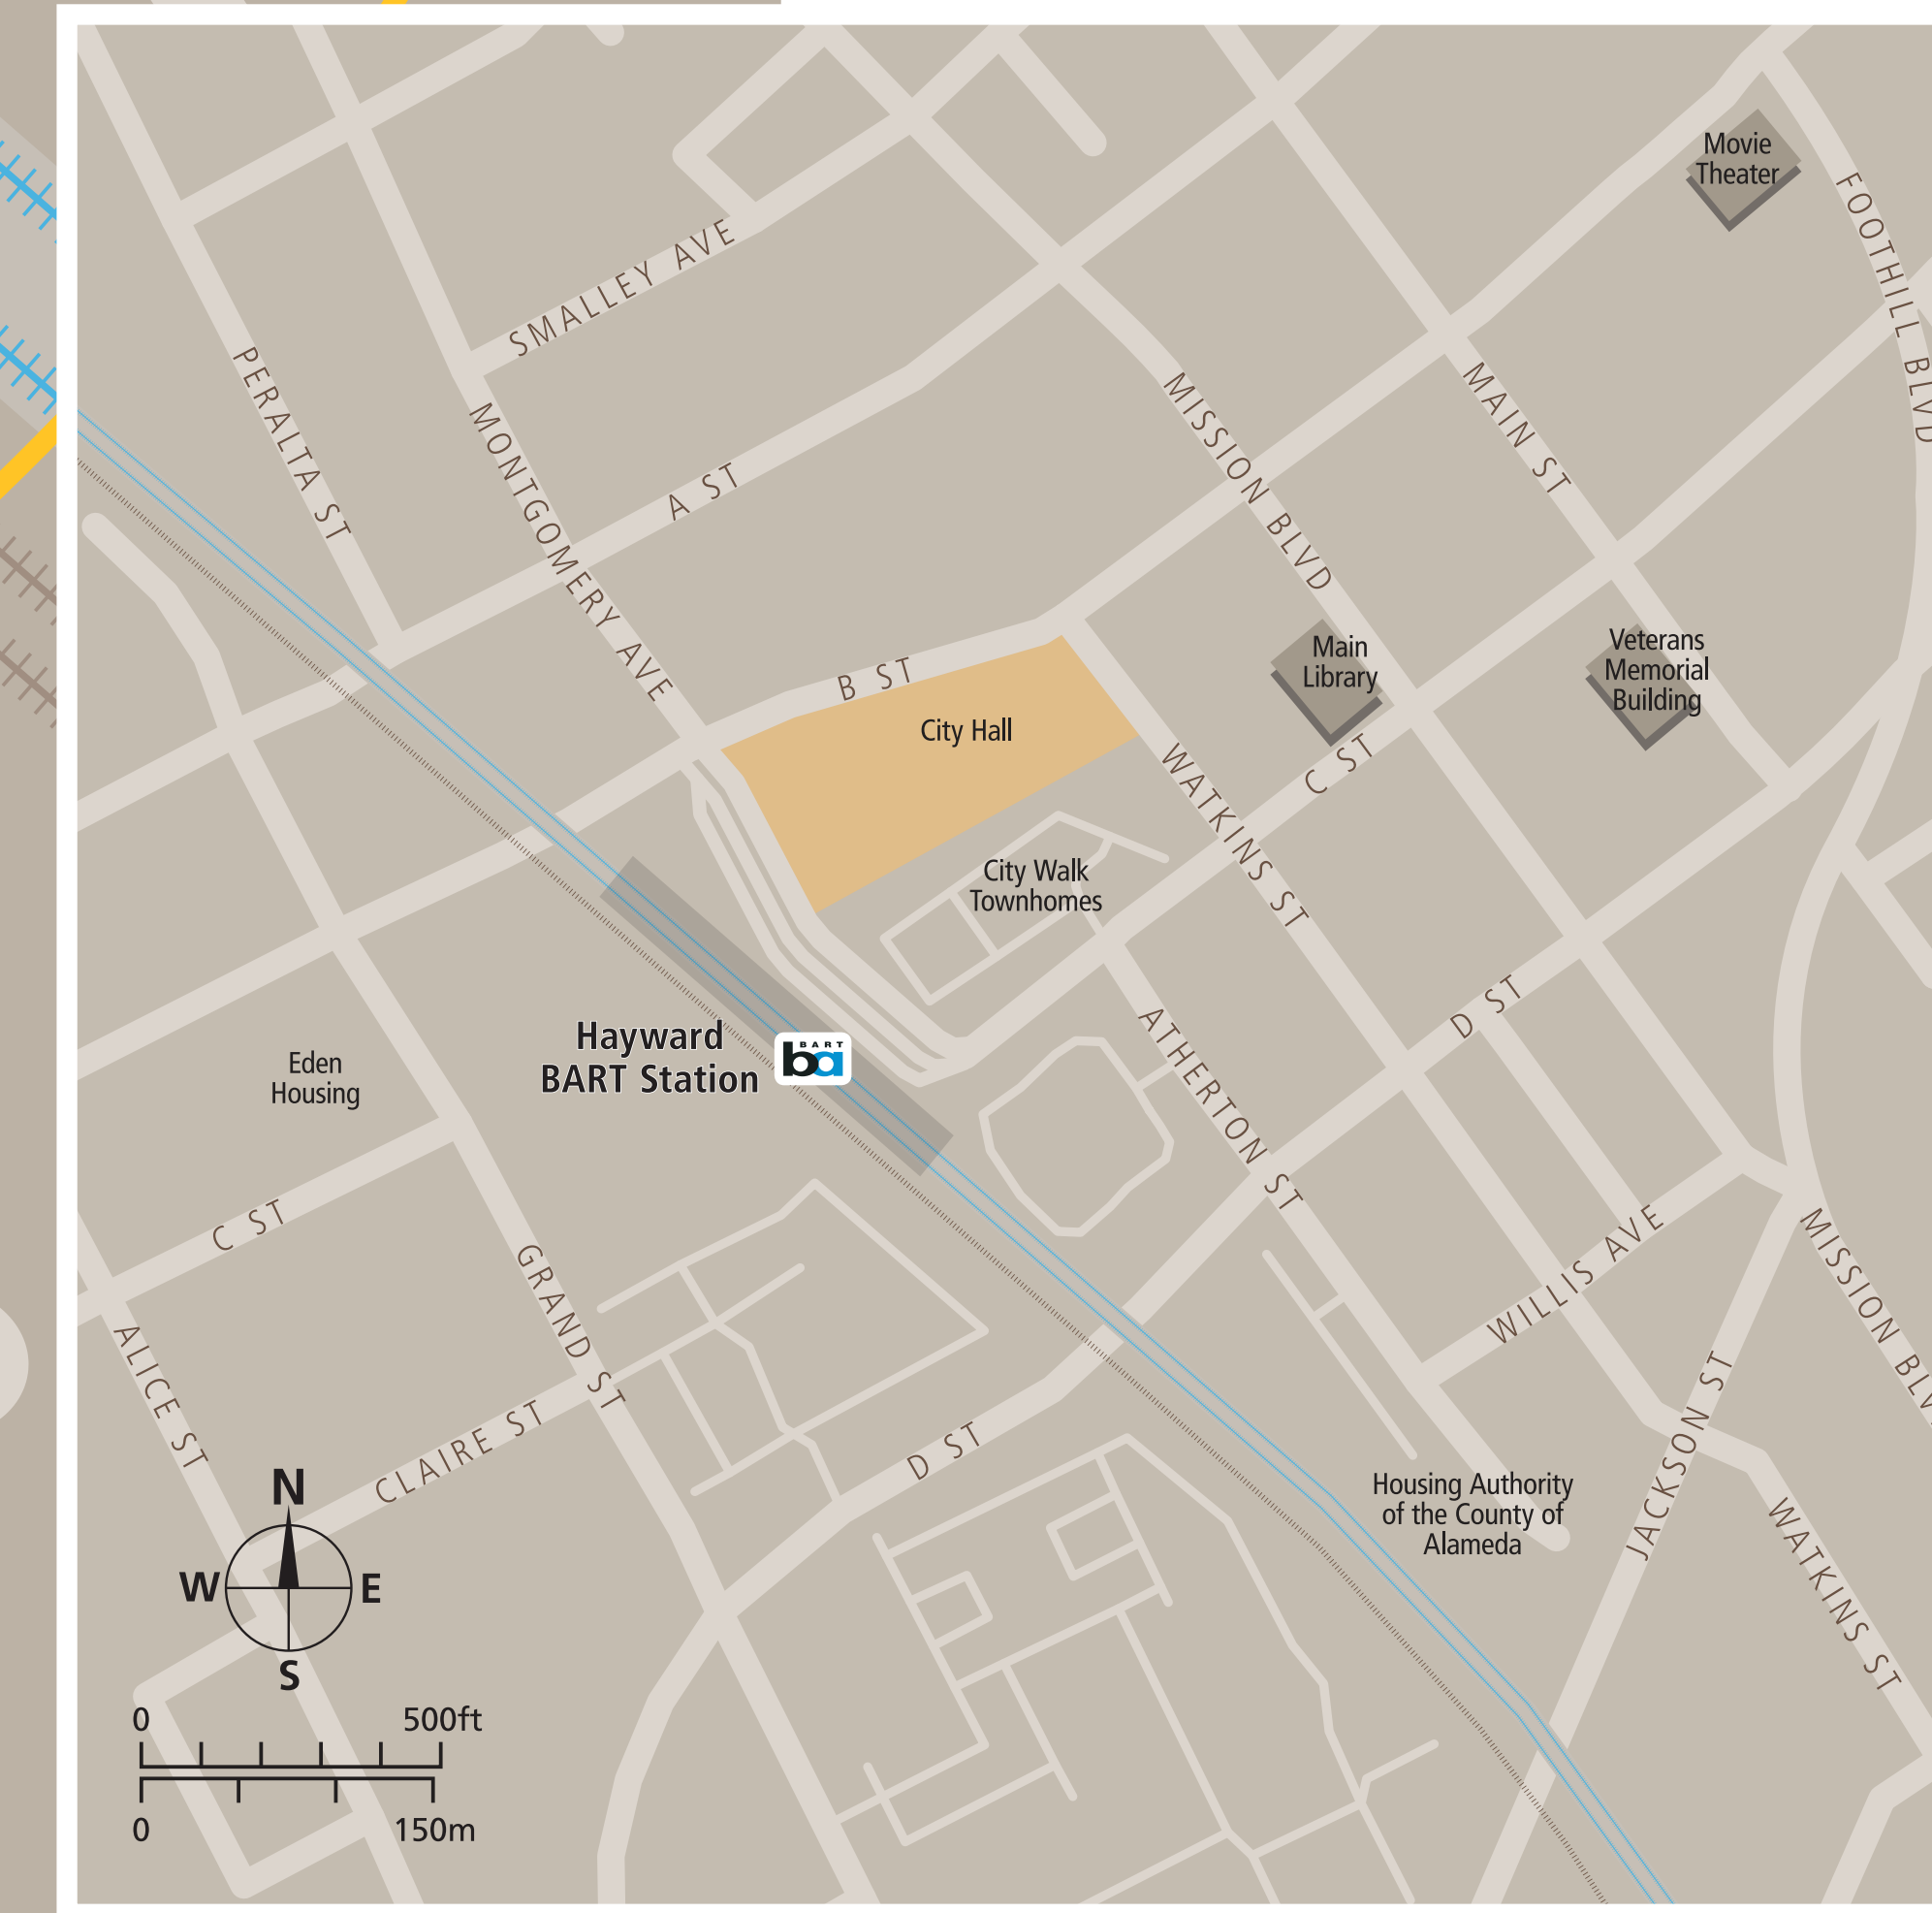 Movie
Theater
FOOTHILL BLVD
SMALLEY AVE
PERALTA ST
MONTGOMERY AVE
A ST
MISSION BLVD
MAIN ST
B ST
City Hall
Main
Library
Veterans
Memorial
Building
WATKINS ST
C ST
City Walk
Townhomes
Hayward
BART Station
BART
ba
D ST
ATHERTON ST
Eden
Housing
C ST
GRAND ST
ALICE ST
CLAIRE ST
D ST
WILLIS AVE
MISSION BLV
JACKSON ST
Housing Authority
of the County of
Alameda
WATKINS ST
N
W E
S
0 500ft
0 150m